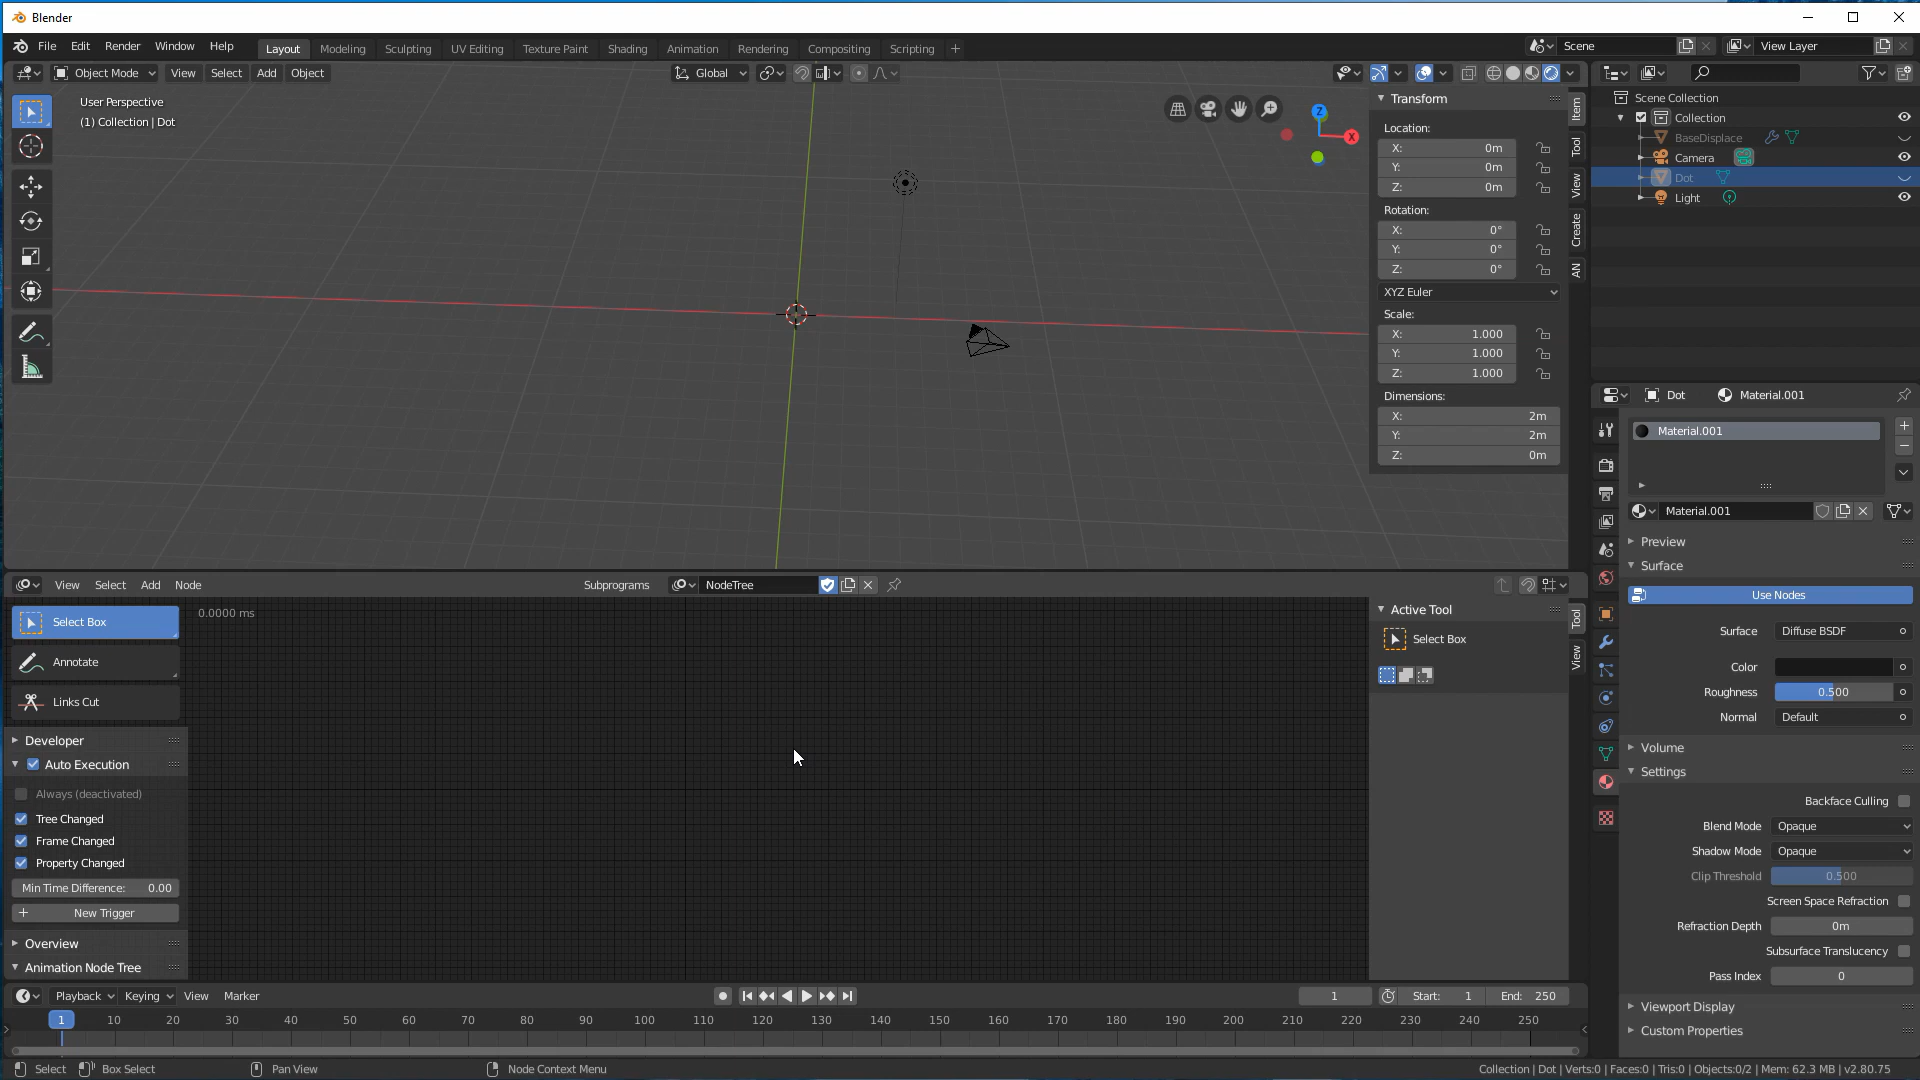 Blender
File Edit Render Window Help Layout Modeling Sculpting UV Editing Texture Paint Shading Animation Rendering Compositing Scripting + Scene View Layer
Object Mode View Select Add Object Global
User Perspective
(1) Collection | Dot
Z
X
Transform
Location:
X: 0m
Y: 0m
Z: 0m
Rotation:
X: 0°
Y: 0°
Z: 0°
XYZ Euler
Scale:
X: 1.000
Y: 1.000
Z: 1.000
Dimensions:
X: 2m
Y: 2m
Z: 0m
Item
Tool
View
Create
AN
Scene Collection
Collection
BaseDisplace
Camera
Dot
Light
Dot Material.001
Material.001
Material.001
Preview
Surface
Use Nodes
Surface Diffuse BSDF
Color
Roughness 0.500
Normal Default
Volume
Settings
Backface Culling
Blend Mode Opaque
Shadow Mode Opaque
Clip Threshold 0.500
Screen Space Refraction
Refraction Depth 0m
Subsurface Translucency
Pass Index 0
Viewport Display
Custom Properties
View Select Add Node Subprograms NodeTree
Select Box
Annotate
Links Cut
0.0000 ms
Developer
Auto Execution
Always (deactivated)
Tree Changed
Frame Changed
Property Changed
Min Time Difference: 0.00
+ New Trigger
Overview
Animation Node Tree
Active Tool
Select Box
Tool
View
Playback Keying View Marker 1 Start: 1 End: 250
1 10 20 30 40 50 60 70 80 90 100 110 120 130 140 150 160 170 180 190 200 210 220 230 240 250
Select Box Select Pan View Node Context Menu Collection | Dot | Verts:0 | Faces:0 | Tris:0 | Objects:0/2 | Mem: 62.3 MB | v2.80.75